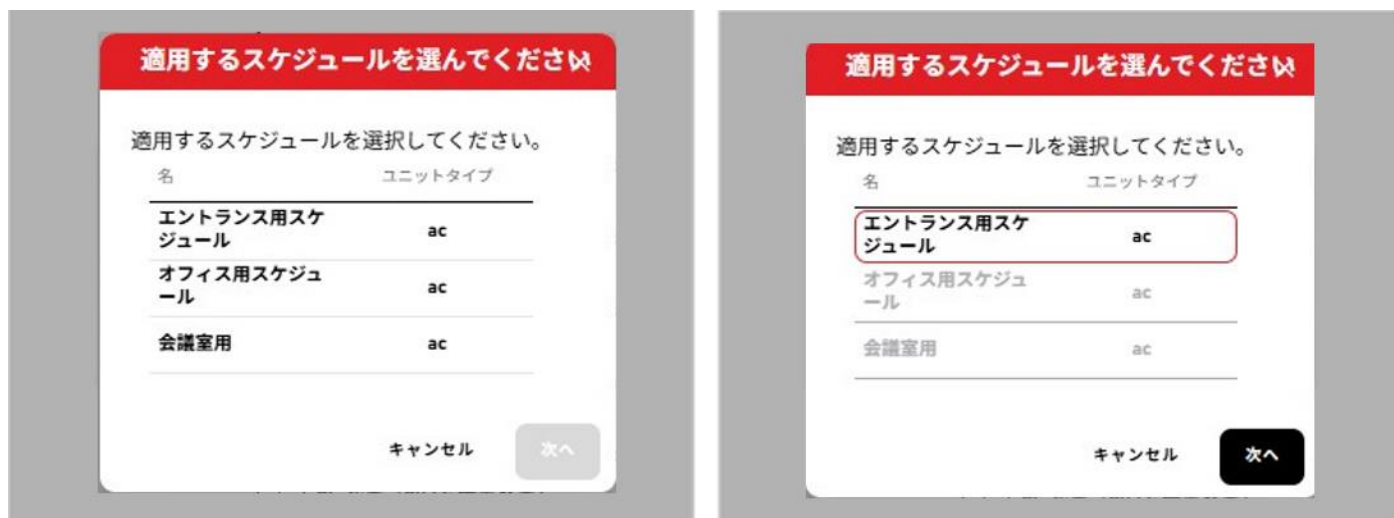 適用するスケジュールを選んでください
適用するスケジュールを選択してください。
名 ユニットタイプ
エントランス用スケ
ジュール ac
オフィス用スケジュ
ール ac
会議室用 ac
キャンセル 次へ
適用するスケジュールを選んでください
適用するスケジュールを選択してください。
名 ユニットタイプ
エントランス用スケ
ジュール ac
オフィス用スケジュ
ール ac
会議室用 ac
キャンセル 次へ